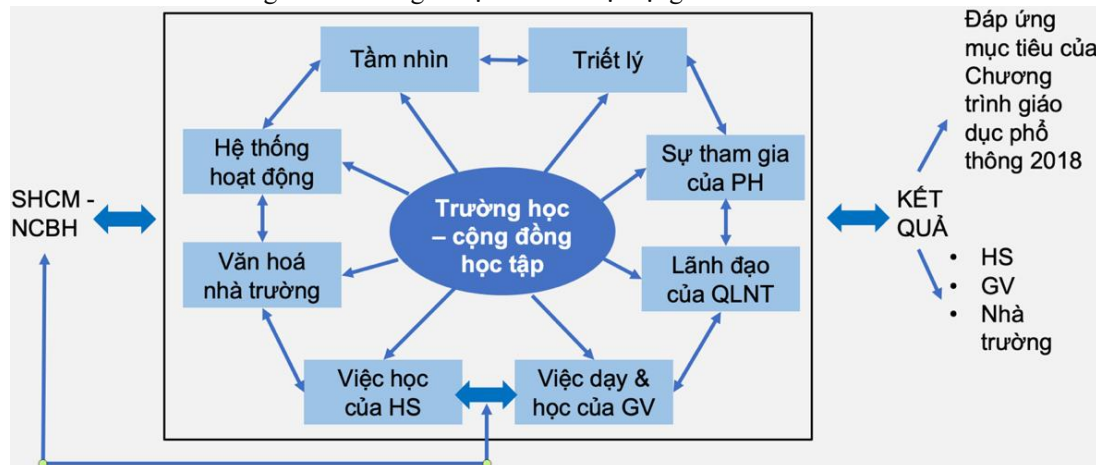 Tầm nhìn
Triết lý
Hệ thống
hoạt động
Sự tham gia
của PH
Trường học
– cộng đồng
học tập
Văn hoá
nhà trường
Lãnh đạo
của QLNT
Việc học
của HS
Việc dạy &
học của GV
SHCM -
NCBH
KẾT
QUẢ
Đáp ứng
mục tiêu của
Chương
trình giáo
dục phổ
thông 2018
• HS
• GV
• Nhà
trường